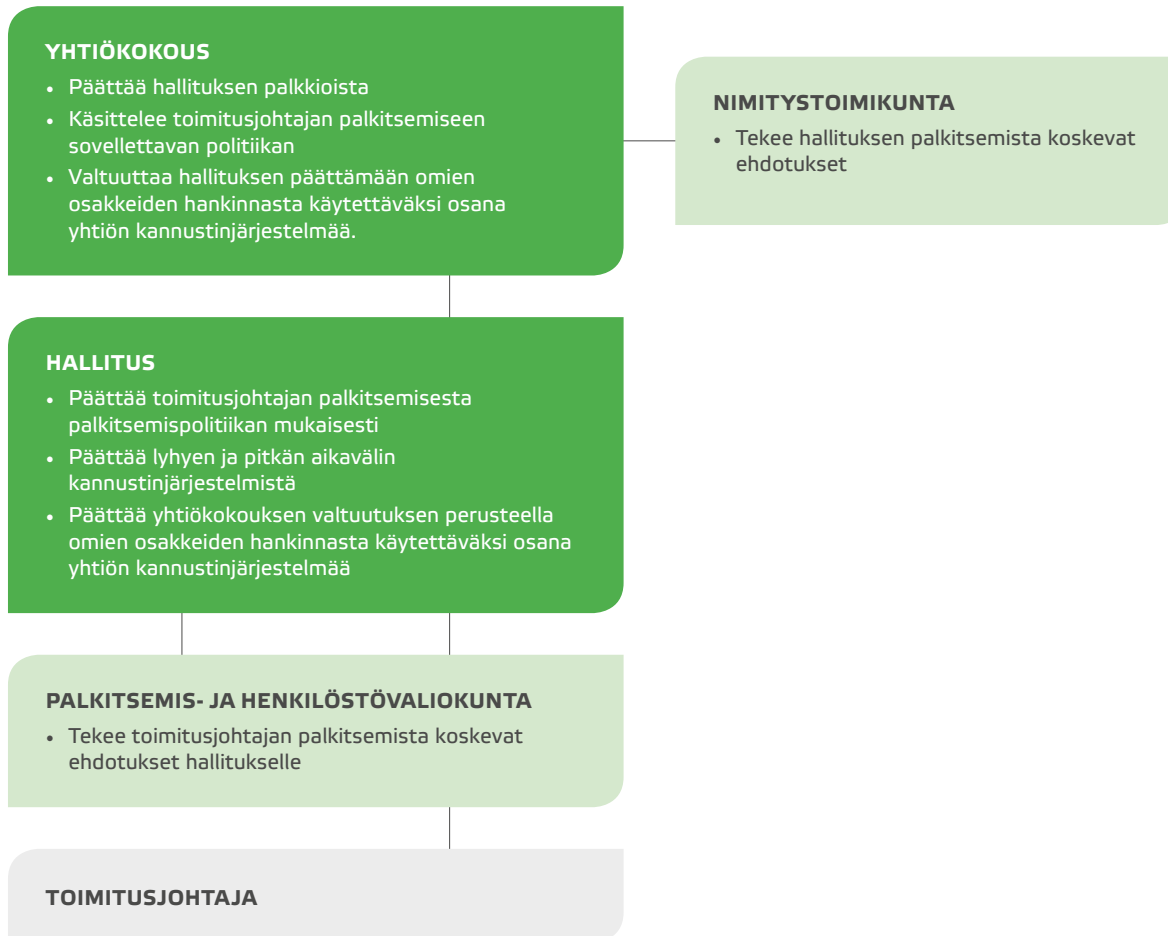 YHTIÖKOKOUS
• Päättää hallituksen palkkioista
• Käsittelee toimitusjohtajan palkitsemiseen
sovellettavan politiikan
• Valtuuttaa hallituksen päättämään omien
osakkeiden hankinnasta käytettäväksi osana
yhtiön kannustinjärjestelmää.
NIMITYSTOIMIKUNTA
• Tekee hallituksen palkitsemista koskevat
ehdotukset
HALLITUS
• Päättää toimitusjohtajan palkitsemisesta
palkitsemispolitiikan mukaisesti
• Päättää lyhyen ja pitkän aikavälin
kannustinjärjestelmistä
• Päättää yhtiökokouksen valtuutuksen perusteella
omien osakkeiden hankinnasta käytettäväksi osana
yhtiön kannustinjärjestelmää
PALKITSEMIS- JA HENKILÖSTÖVALIOKUNTA
• Tekee toimitusjohtajan palkitsemista koskevat
ehdotukset hallitukselle
TOIMITUSJOHTAJA